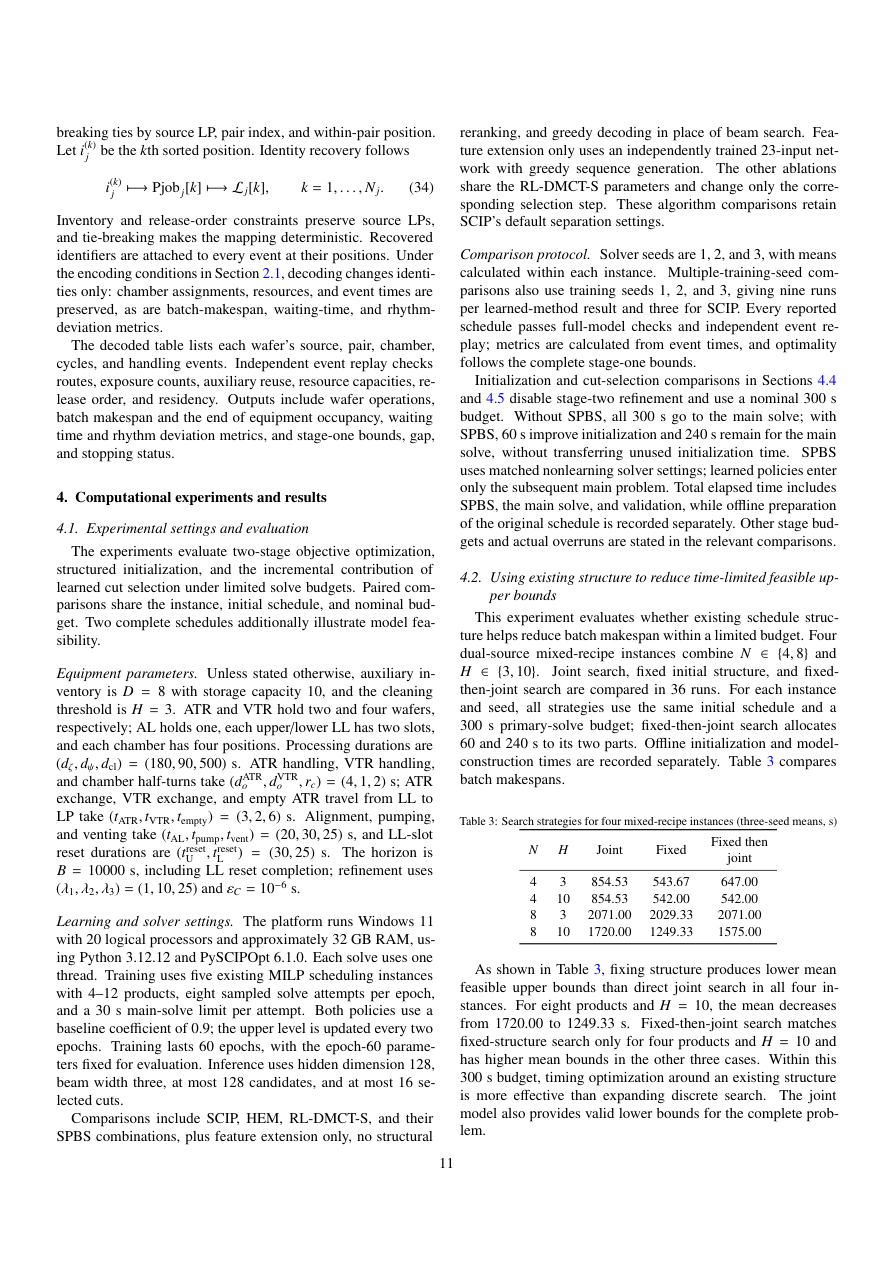 breaking ties by source LP, pair index, and within-pair position.
Let i_j^(k) be the kth sorted position. Identity recovery follows
i_j^(k) ⟼ Pjob_j[k] ⟼ ℒ_j[k], k = 1, . . . , N_j. (34)
Inventory and release-order constraints preserve source LPs,
and tie-breaking makes the mapping deterministic. Recovered
identifiers are attached to every event at their positions. Under
the encoding conditions in Section 2.1, decoding changes identi-
ties only: chamber assignments, resources, and event times are
preserved, as are batch-makespan, waiting-time, and rhythm-
deviation metrics.
The decoded table lists each wafer's source, pair, chamber,
cycles, and handling events. Independent event replay checks
routes, exposure counts, auxiliary reuse, resource capacities, re-
lease order, and residency. Outputs include wafer operations,
batch makespan and the end of equipment occupancy, waiting
time and rhythm deviation metrics, and stage-one bounds, gap,
and stopping status.
4. Computational experiments and results
4.1. Experimental settings and evaluation
The experiments evaluate two-stage objective optimization,
structured initialization, and the incremental contribution of
learned cut selection under limited solve budgets. Paired com-
parisons share the instance, initial schedule, and nominal bud-
get. Two complete schedules additionally illustrate model fea-
sibility.
Equipment parameters. Unless stated otherwise, auxiliary in-
ventory is D = 8 with storage capacity 10, and the cleaning
threshold is H = 3. ATR and VTR hold two and four wafers,
respectively; AL holds one, each upper/lower LL has two slots,
and each chamber has four positions. Processing durations are
(d_ζ, d_ψ, d_cl) = (180, 90, 500) s. ATR handling, VTR handling,
and chamber half-turns take (d_o^ATR, d_o^VTR, r_c) = (4, 1, 2) s; ATR
exchange, VTR exchange, and empty ATR travel from LL to
LP take (t_ATR, t_VTR, t_empty) = (3, 2, 6) s. Alignment, pumping,
and venting take (t_AL, t_pump, t_vent) = (20, 30, 25) s, and LL-slot
reset durations are (t_U^reset, t_L^reset) = (30, 25) s. The horizon is
B = 10000 s, including LL reset completion; refinement uses
(λ_1, λ_2, λ_3) = (1, 10, 25) and ε_C = 10^−6 s.
Learning and solver settings. The platform runs Windows 11
with 20 logical processors and approximately 32 GB RAM, us-
ing Python 3.12.12 and PySCIPOpt 6.1.0. Each solve uses one
thread. Training uses five existing MILP scheduling instances
with 4–12 products, eight sampled solve attempts per epoch,
and a 30 s main-solve limit per attempt. Both policies use a
baseline coefficient of 0.9; the upper level is updated every two
epochs. Training lasts 60 epochs, with the epoch-60 parame-
ters fixed for evaluation. Inference uses hidden dimension 128,
beam width three, at most 128 candidates, and at most 16 se-
lected cuts.
Comparisons include SCIP, HEM, RL-DMCT-S, and their
SPBS combinations, plus feature extension only, no structural
reranking, and greedy decoding in place of beam search. Fea-
ture extension only uses an independently trained 23-input net-
work with greedy sequence generation. The other ablations
share the RL-DMCT-S parameters and change only the corre-
sponding selection step. These algorithm comparisons retain
SCIP's default separation settings.
Comparison protocol. Solver seeds are 1, 2, and 3, with means
calculated within each instance. Multiple-training-seed com-
parisons also use training seeds 1, 2, and 3, giving nine runs
per learned-method result and three for SCIP. Every reported
schedule passes full-model checks and independent event re-
play; metrics are calculated from event times, and optimality
follows the complete stage-one bounds.
Initialization and cut-selection comparisons in Sections 4.4
and 4.5 disable stage-two refinement and use a nominal 300 s
budget. Without SPBS, all 300 s go to the main solve; with
SPBS, 60 s improve initialization and 240 s remain for the main
solve, without transferring unused initialization time. SPBS
uses matched nonlearning solver settings; learned policies enter
only the subsequent main problem. Total elapsed time includes
SPBS, the main solve, and validation, while offline preparation
of the original schedule is recorded separately. Other stage bud-
gets and actual overruns are stated in the relevant comparisons.
4.2. Using existing structure to reduce time-limited feasible up-
per bounds
This experiment evaluates whether existing schedule struc-
ture helps reduce batch makespan within a limited budget. Four
dual-source mixed-recipe instances combine N ∈ {4, 8} and
H ∈ {3, 10}. Joint search, fixed initial structure, and fixed-
then-joint search are compared in 36 runs. For each instance
and seed, all strategies use the same initial schedule and a
300 s primary-solve budget; fixed-then-joint search allocates
60 and 240 s to its two parts. Offline initialization and model-
construction times are recorded separately. Table 3 compares
batch makespans.
Table 3: Search strategies for four mixed-recipe instances (three-seed means, s)
N H Joint Fixed Fixed then joint
4 3 854.53 543.67 647.00
4 10 854.53 542.00 542.00
8 3 2071.00 2029.33 2071.00
8 10 1720.00 1249.33 1575.00
As shown in Table 3, fixing structure produces lower mean
feasible upper bounds than direct joint search in all four in-
stances. For eight products and H = 10, the mean decreases
from 1720.00 to 1249.33 s. Fixed-then-joint search matches
fixed-structure search only for four products and H = 10 and
has higher mean bounds in the other three cases. Within this
300 s budget, timing optimization around an existing structure
is more effective than expanding discrete search. The joint
model also provides valid lower bounds for the complete prob-
lem.
11